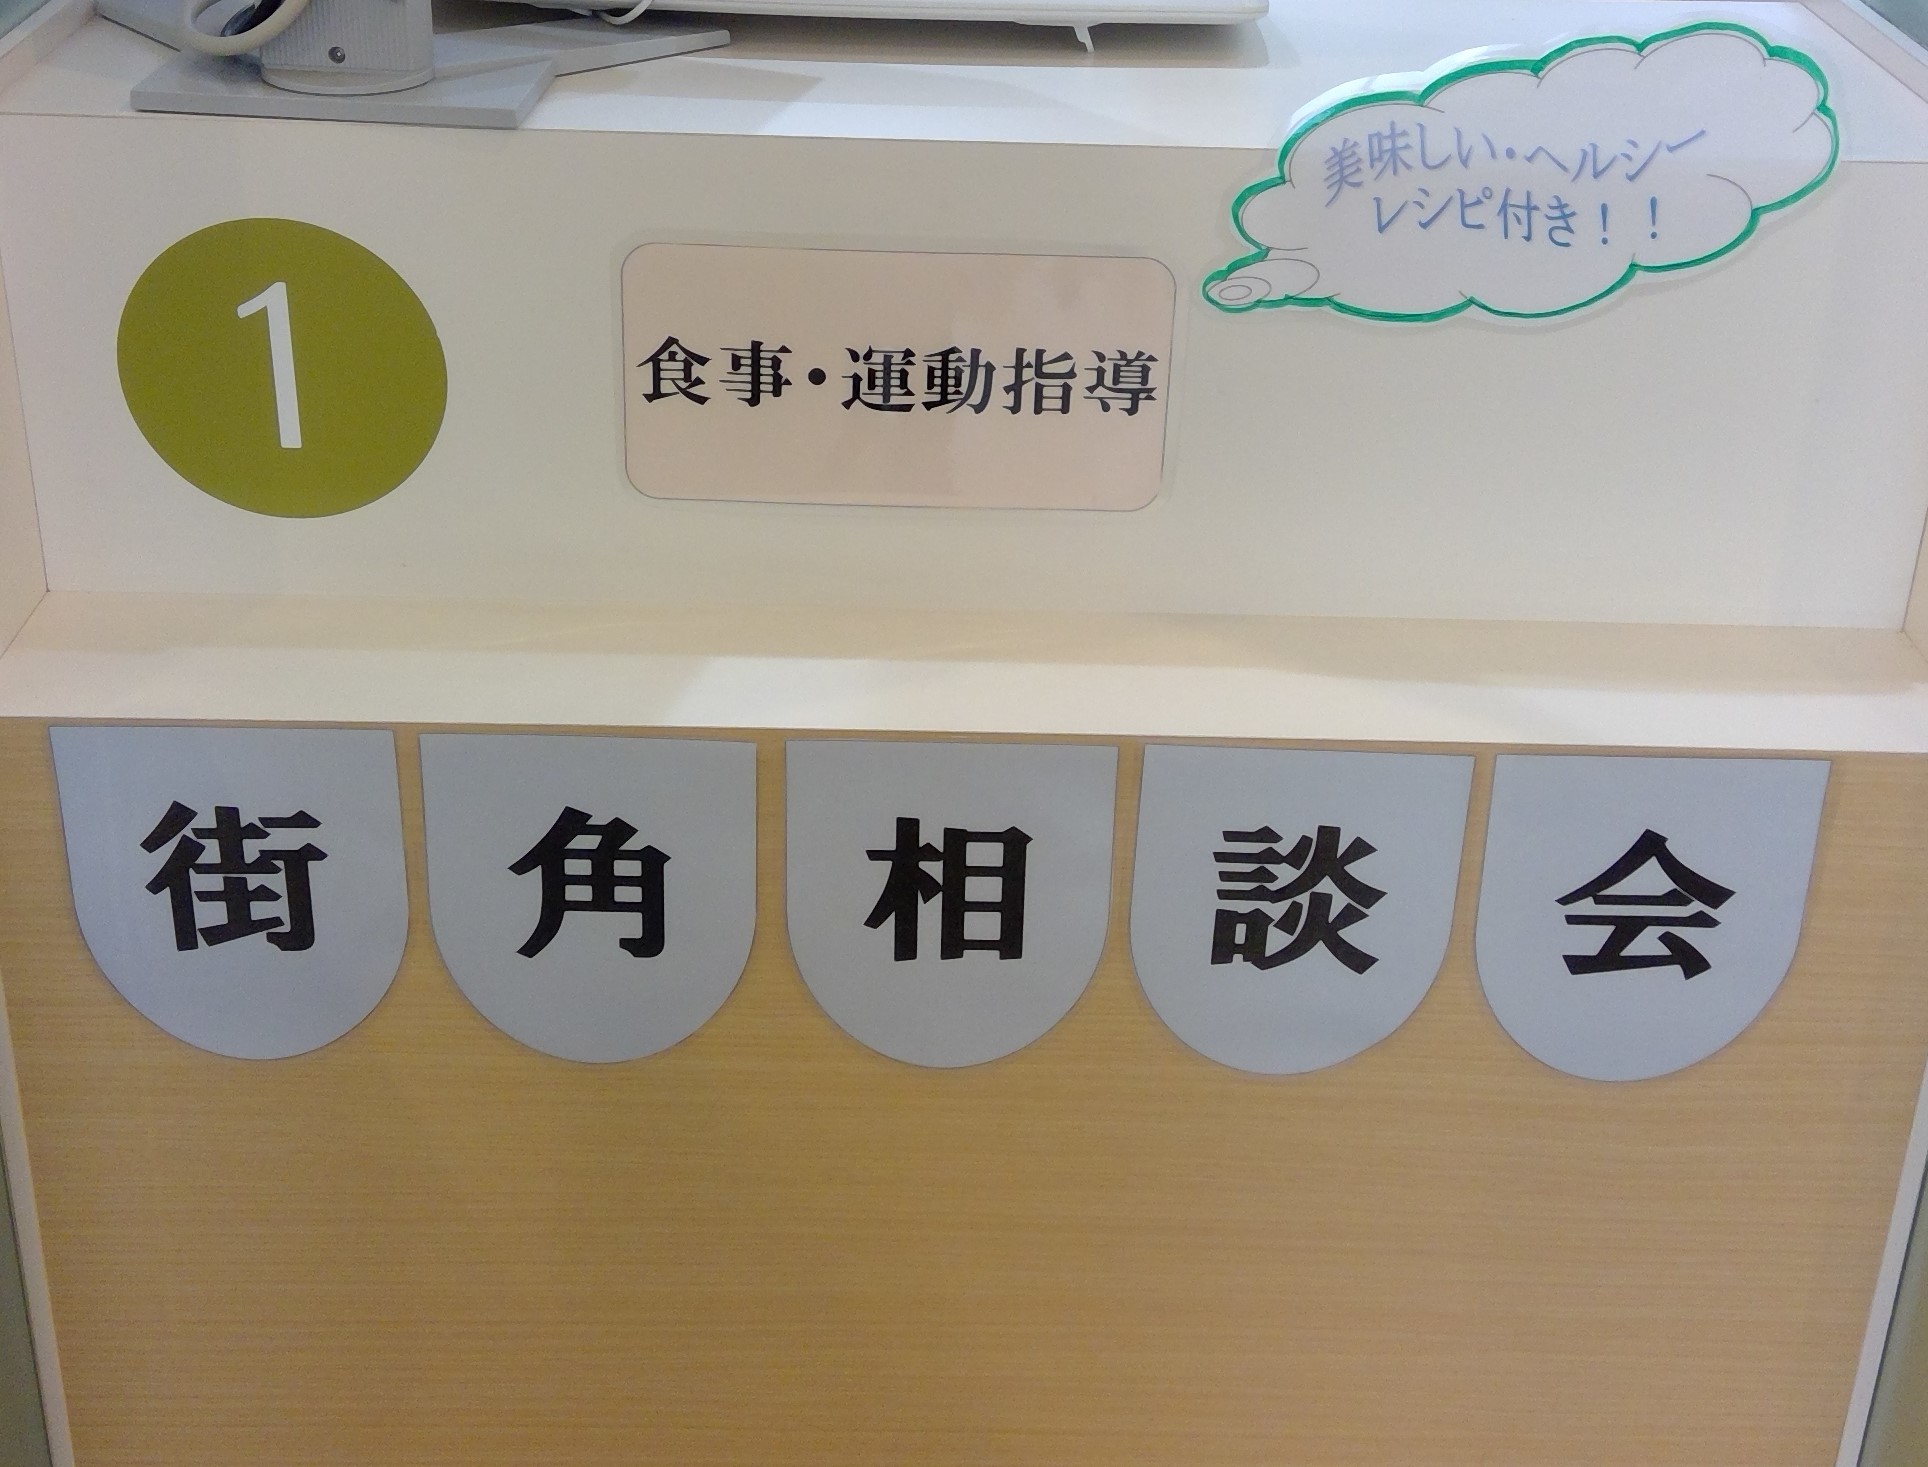 美味しい・ヘルシー
レシピ付き！！
1
食事・運動指導
街角相談会